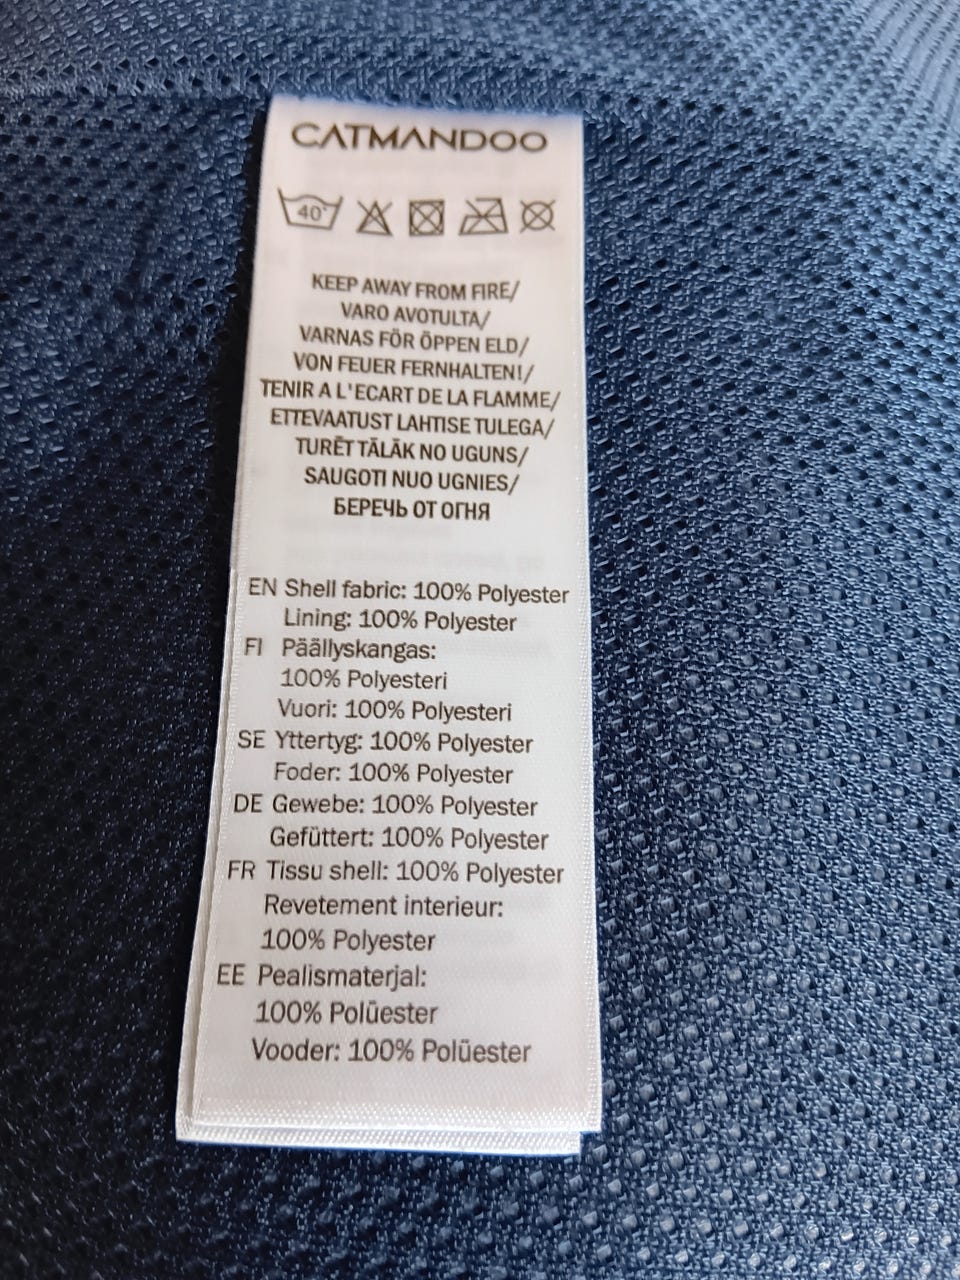 CATMANDOO
40°
KEEP AWAY FROM FIRE/
VARO AVOTULTA/
VARNAS FÖR ÖPPEN ELD/
VON FEUER FERNHALTEN!/
TENIR A L'ECART DE LA FLAMME/
ETTEVAATUST LAHTISE TULEGA/
TURĒT TĀLĀK NO UGUNS/
SAUGOTI NUO UGNIES/
БЕРЕЧЬ ОТ ОГНЯ
EN Shell fabric: 100% Polyester
Lining: 100% Polyester
FI Päällyskangas:
100% Polyesteri
Vuori: 100% Polyesteri
SE Yttertyg: 100% Polyester
Foder: 100% Polyester
DE Gewebe: 100% Polyester
Gefüttert: 100% Polyester
FR Tissu shell: 100% Polyester
Revetement interieur:
100% Polyester
EE Pealismaterjal:
100% Polüester
Vooder: 100% Polüester